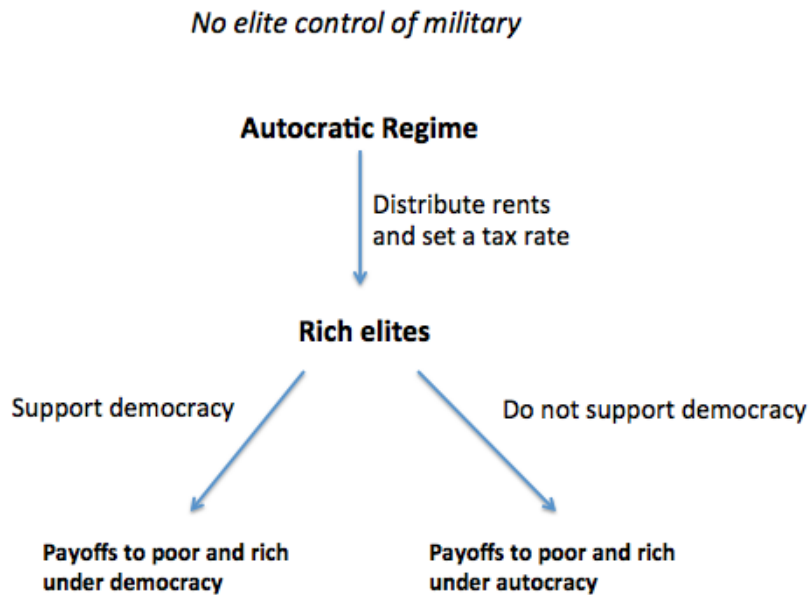 No elite control of military
Autocratic Regime
Distribute rents
and set a tax rate
Rich elites
Support democracy
Do not support democracy
Payoffs to poor and rich
under democracy
Payoffs to poor and rich
under autocracy